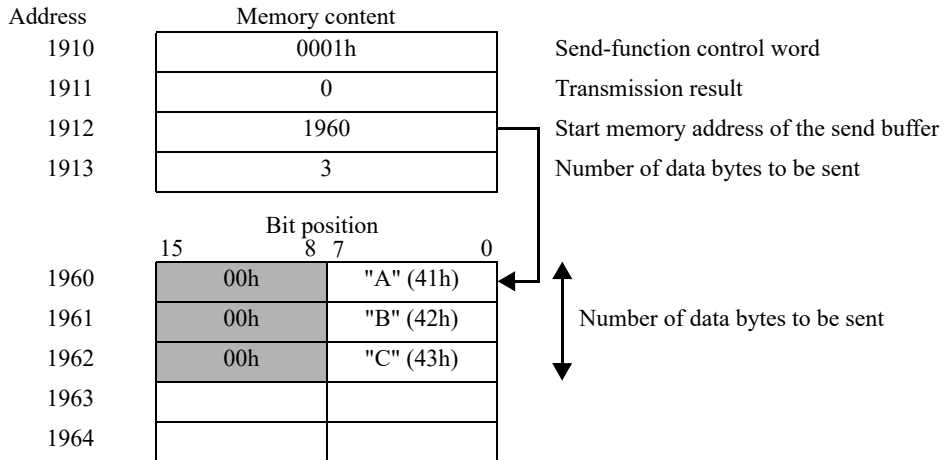 Address Memory content
1910 0001h Send-function control word
1911 0 Transmission result
1912 1960 Start memory address of the send buffer
1913 3 Number of data bytes to be sent
Bit position
15 8 7 0
1960 00h "A" (41h)
1961 00h "B" (42h) Number of data bytes to be sent
1962 00h "C" (43h)
1963
1964